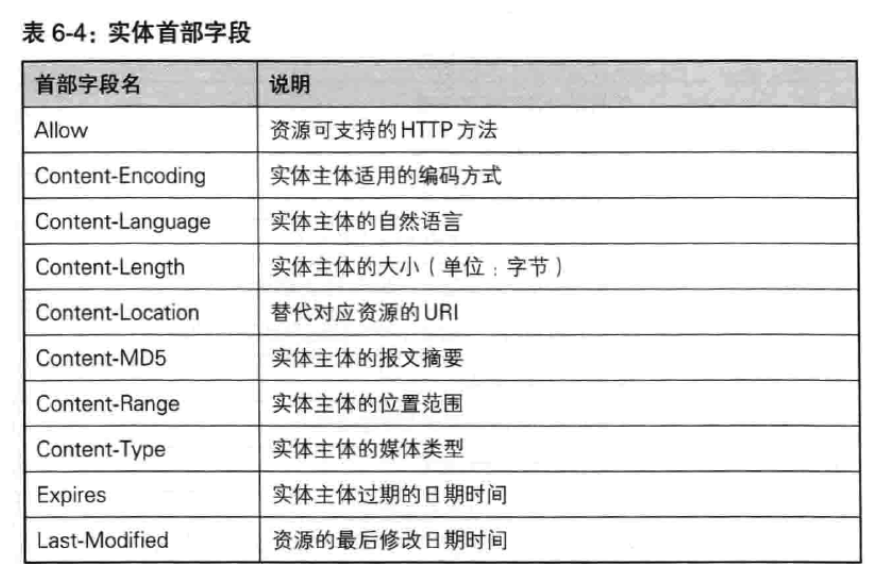 表 6-4：实体首部字段
首部字段名 说明
Allow 资源可支持的HTTP方法
Content-Encoding 实体主体适用的编码方式
Content-Language 实体主体的自然语言
Content-Length 实体主体的大小（单位：字节）
Content-Location 替代对应资源的URI
Content-MD5 实体主体的报文摘要
Content-Range 实体主体的位置范围
Content-Type 实体主体的媒体类型
Expires 实体主体过期的日期时间
Last-Modified 资源的最后修改日期时间